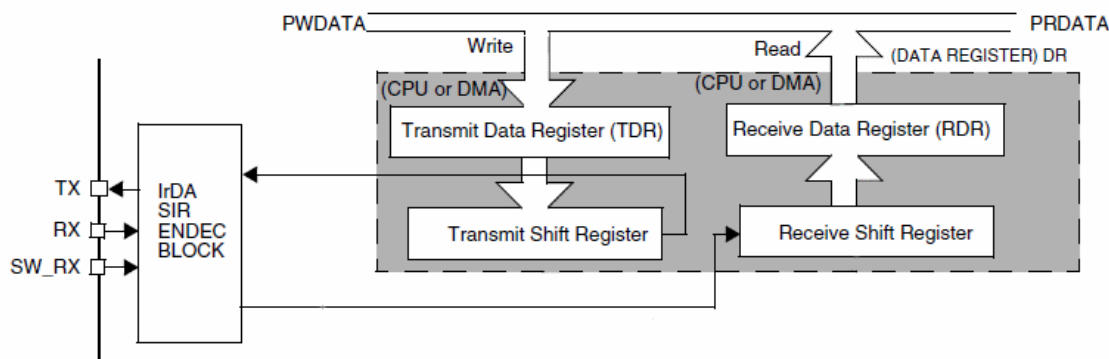 PWDATA
PRDATA
Write
Read
(DATA REGISTER) DR
(CPU or DMA)
(CPU or DMA)
Transmit Data Register (TDR)
Receive Data Register (RDR)
TX
RX
SW_RX
IrDA
SIR
ENDEC
BLOCK
Transmit Shift Register
Receive Shift Register